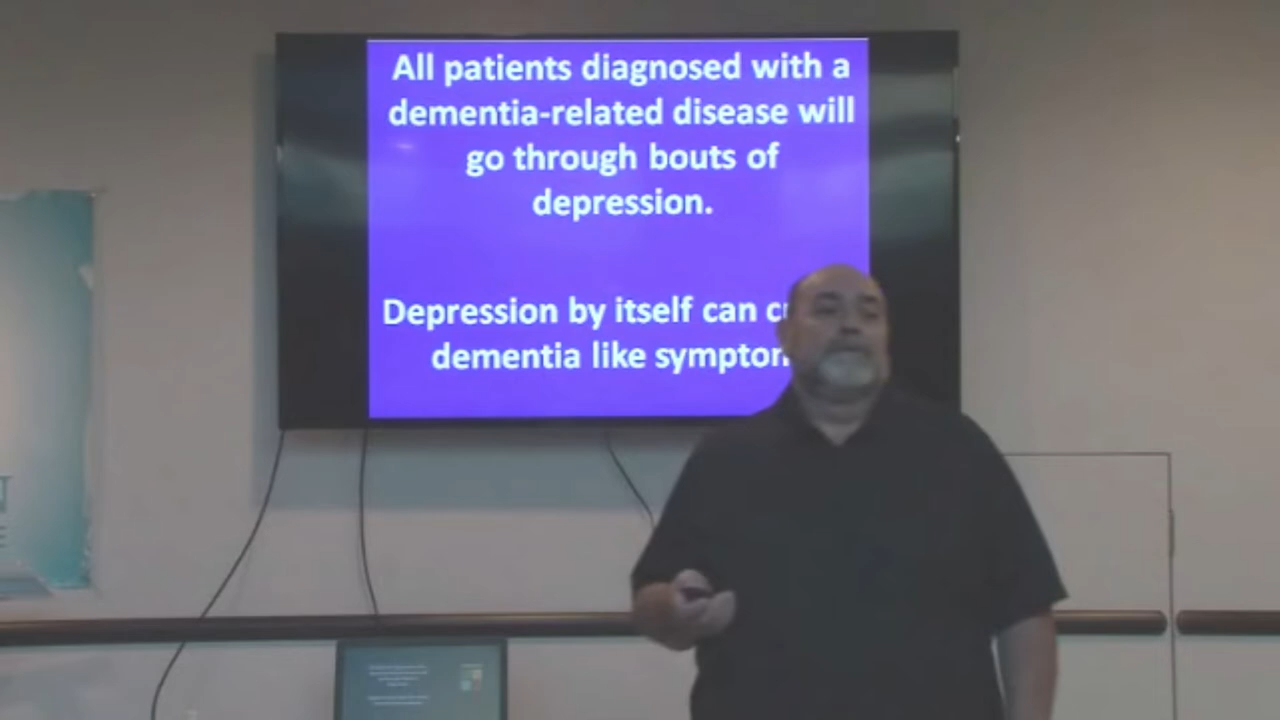 All patients diagnosed with a
dementia-related disease will
go through bouts of
depression.
Depression by itself can
dementia like